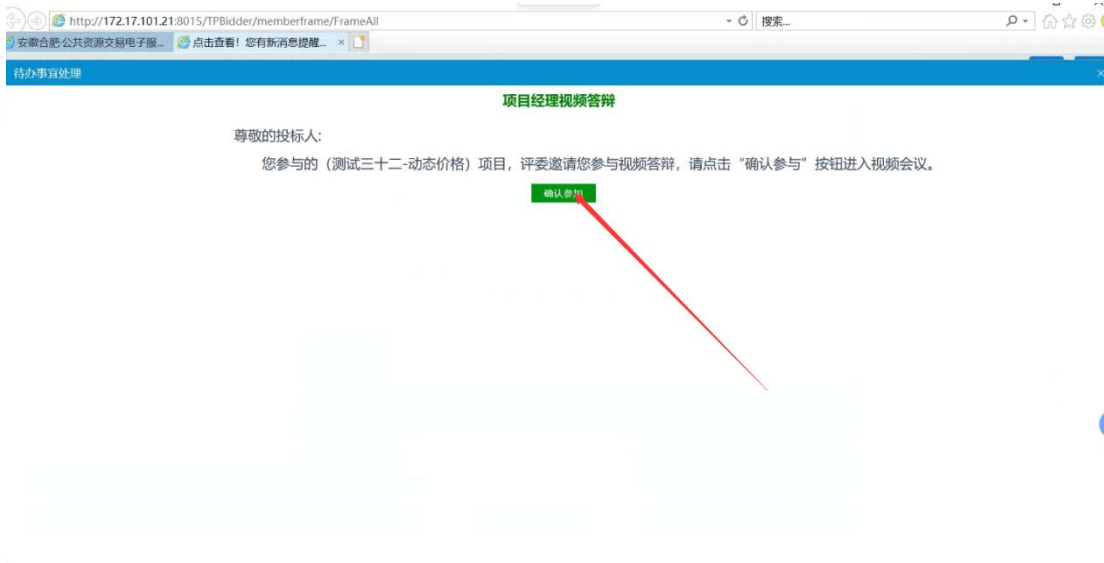 http://172.17.101.21:8015/TPBidder/memberframe/FrameAll
搜索...
安徽合肥公共资源交易电子服...
点击查看！您有新消息提醒...
待办事宜处理
项目经理视频答辩
尊敬的投标人:
您参与的（测试三十二-动态价格）项目，评委邀请您参与视频答辩，请点击“确认参与”按钮进入视频会议。
确认参加